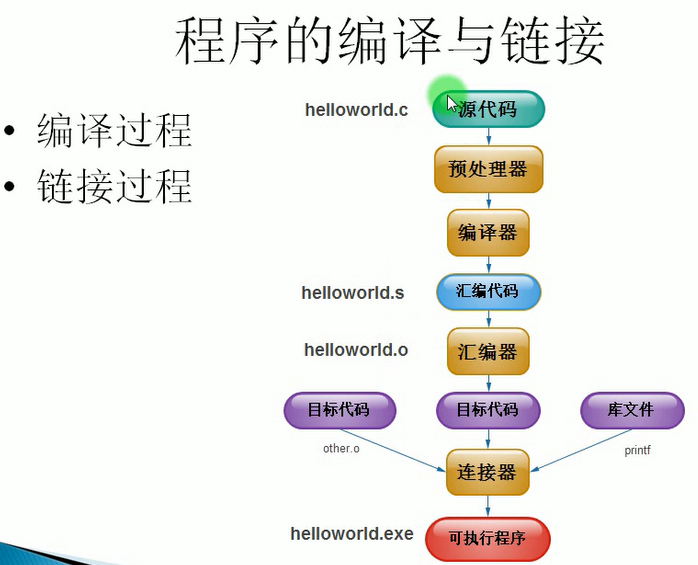 程序的编译与链接
• 编译过程
• 链接过程
helloworld.c
源代码
预处理器
编译器
helloworld.s
汇编代码
helloworld.o
汇编器
目标代码
目标代码
库文件
other.o
printf
连接器
helloworld.exe
可执行程序